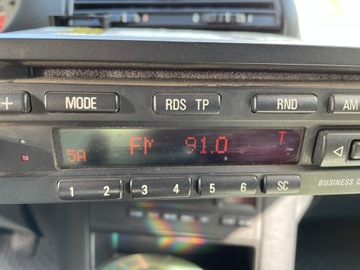 + MODE RDS TP RND AM
5A FM 91.0 T
1 2 3 4 5 6 SC
BUSINESS C